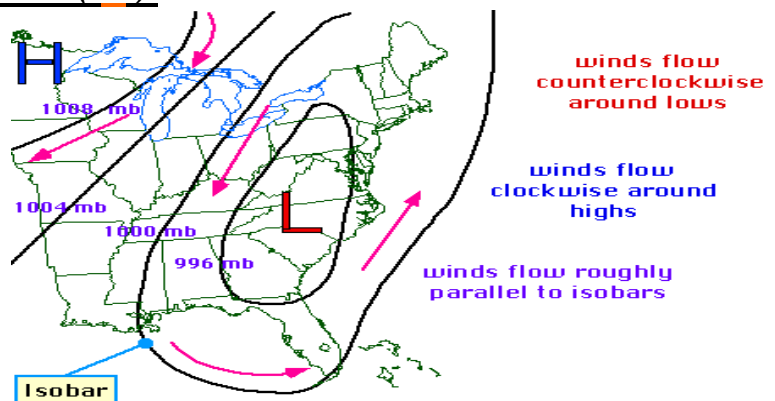 H
winds flow
counterclockwise
around lows
1008 mb
winds flow
clockwise around
highs
1004 mb
L
1000 mb
996 mb
winds flow roughly
parallel to isobars
Isobar